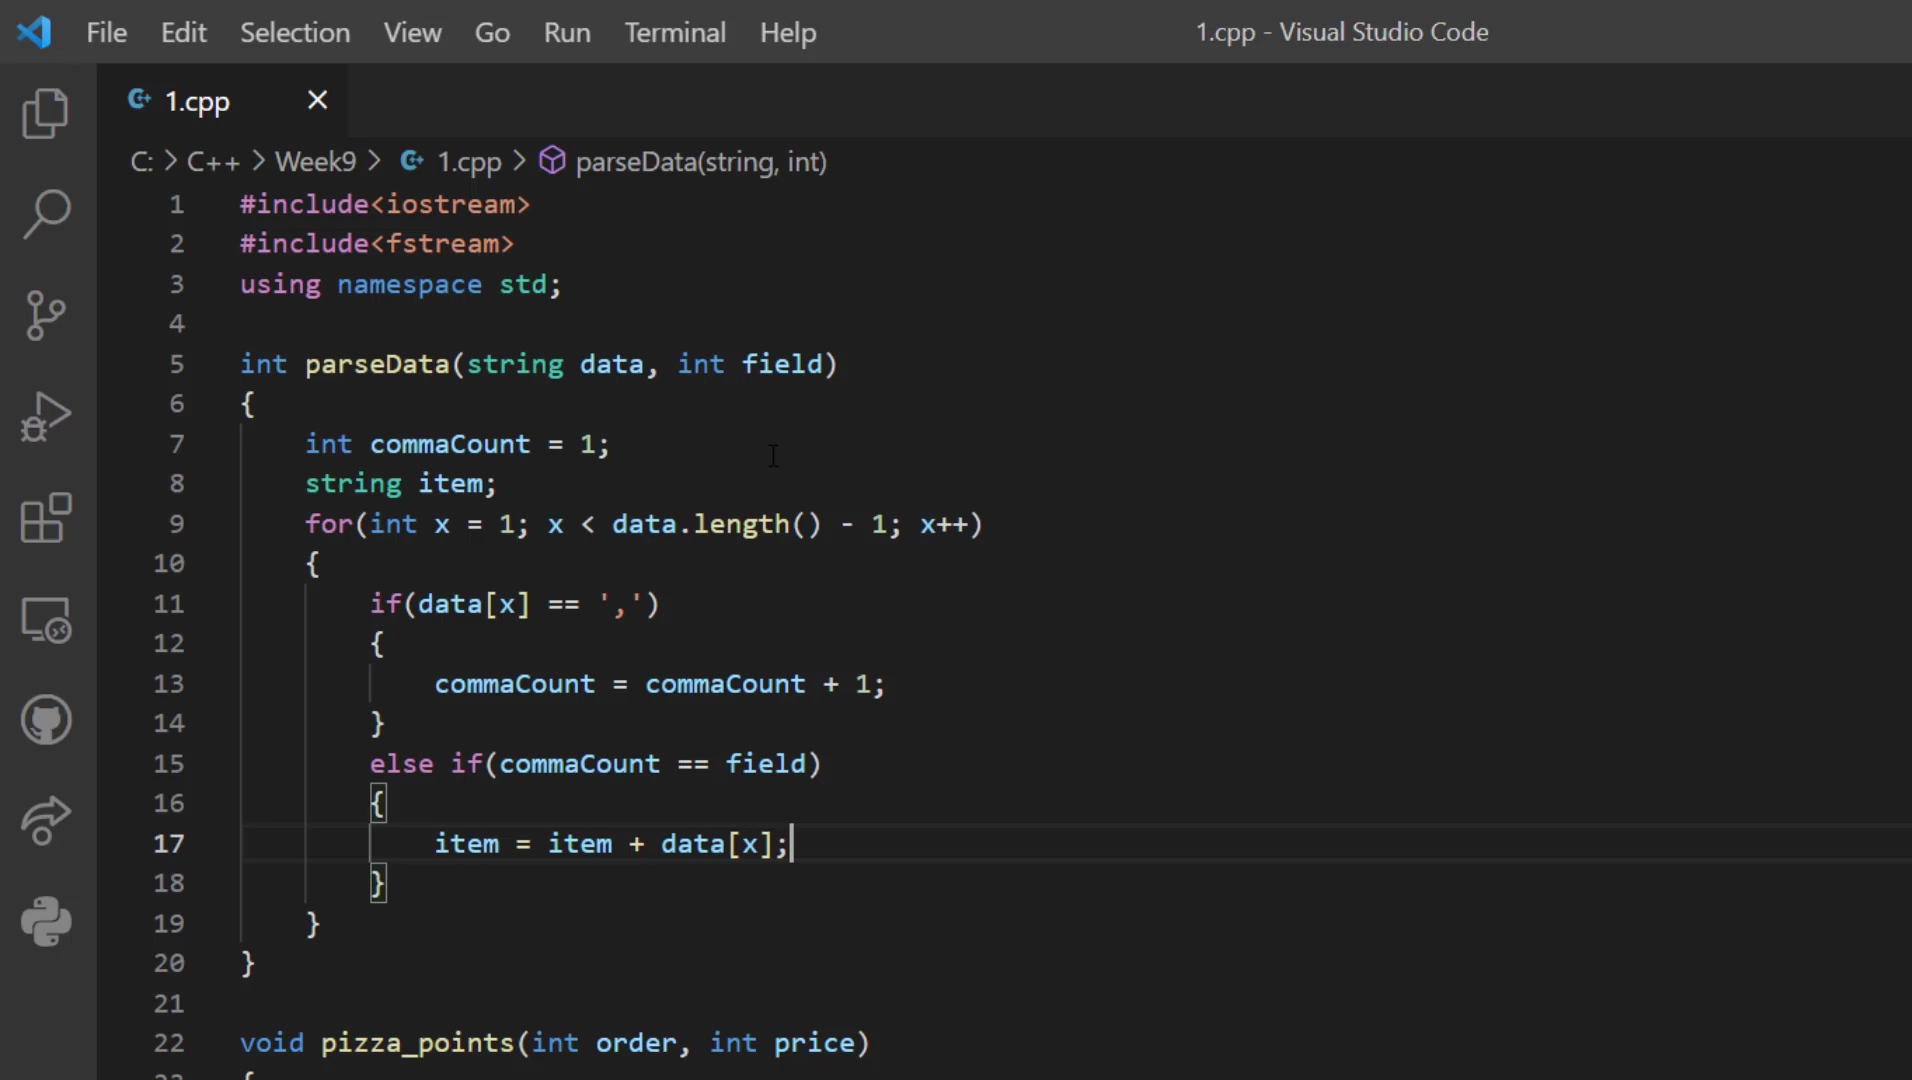 File Edit Selection View Go Run Terminal Help 1.cpp - Visual Studio Code
1.cpp
C: > C++ > Week9 > 1.cpp > parseData(string, int)
1 #include<iostream>
2 #include<fstream>
3 using namespace std;
4
5 int parseData(string data, int field)
6 {
7 int commaCount = 1;
8 string item;
9 for(int x = 1; x < data.length() - 1; x++)
10 {
11 if(data[x] == ',')
12 {
13 commaCount = commaCount + 1;
14 }
15 else if(commaCount == field)
16 {
17 item = item + data[x];
18 }
19 }
20 }
21
22 void pizza_points(int order, int price)
23 {